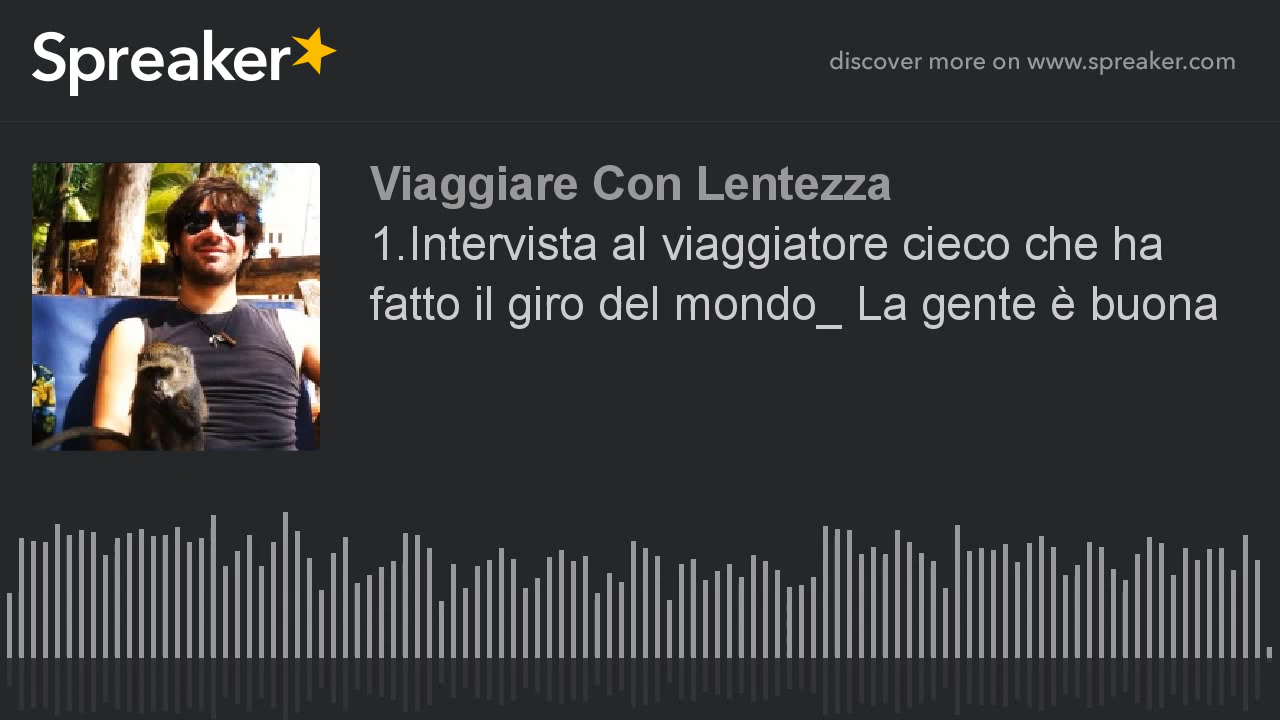 Spreaker
discover more on www.spreaker.com
Viaggiare Con Lentezza
1.Intervista al viaggiatore cieco che ha
fatto il giro del mondo_ La gente è buona